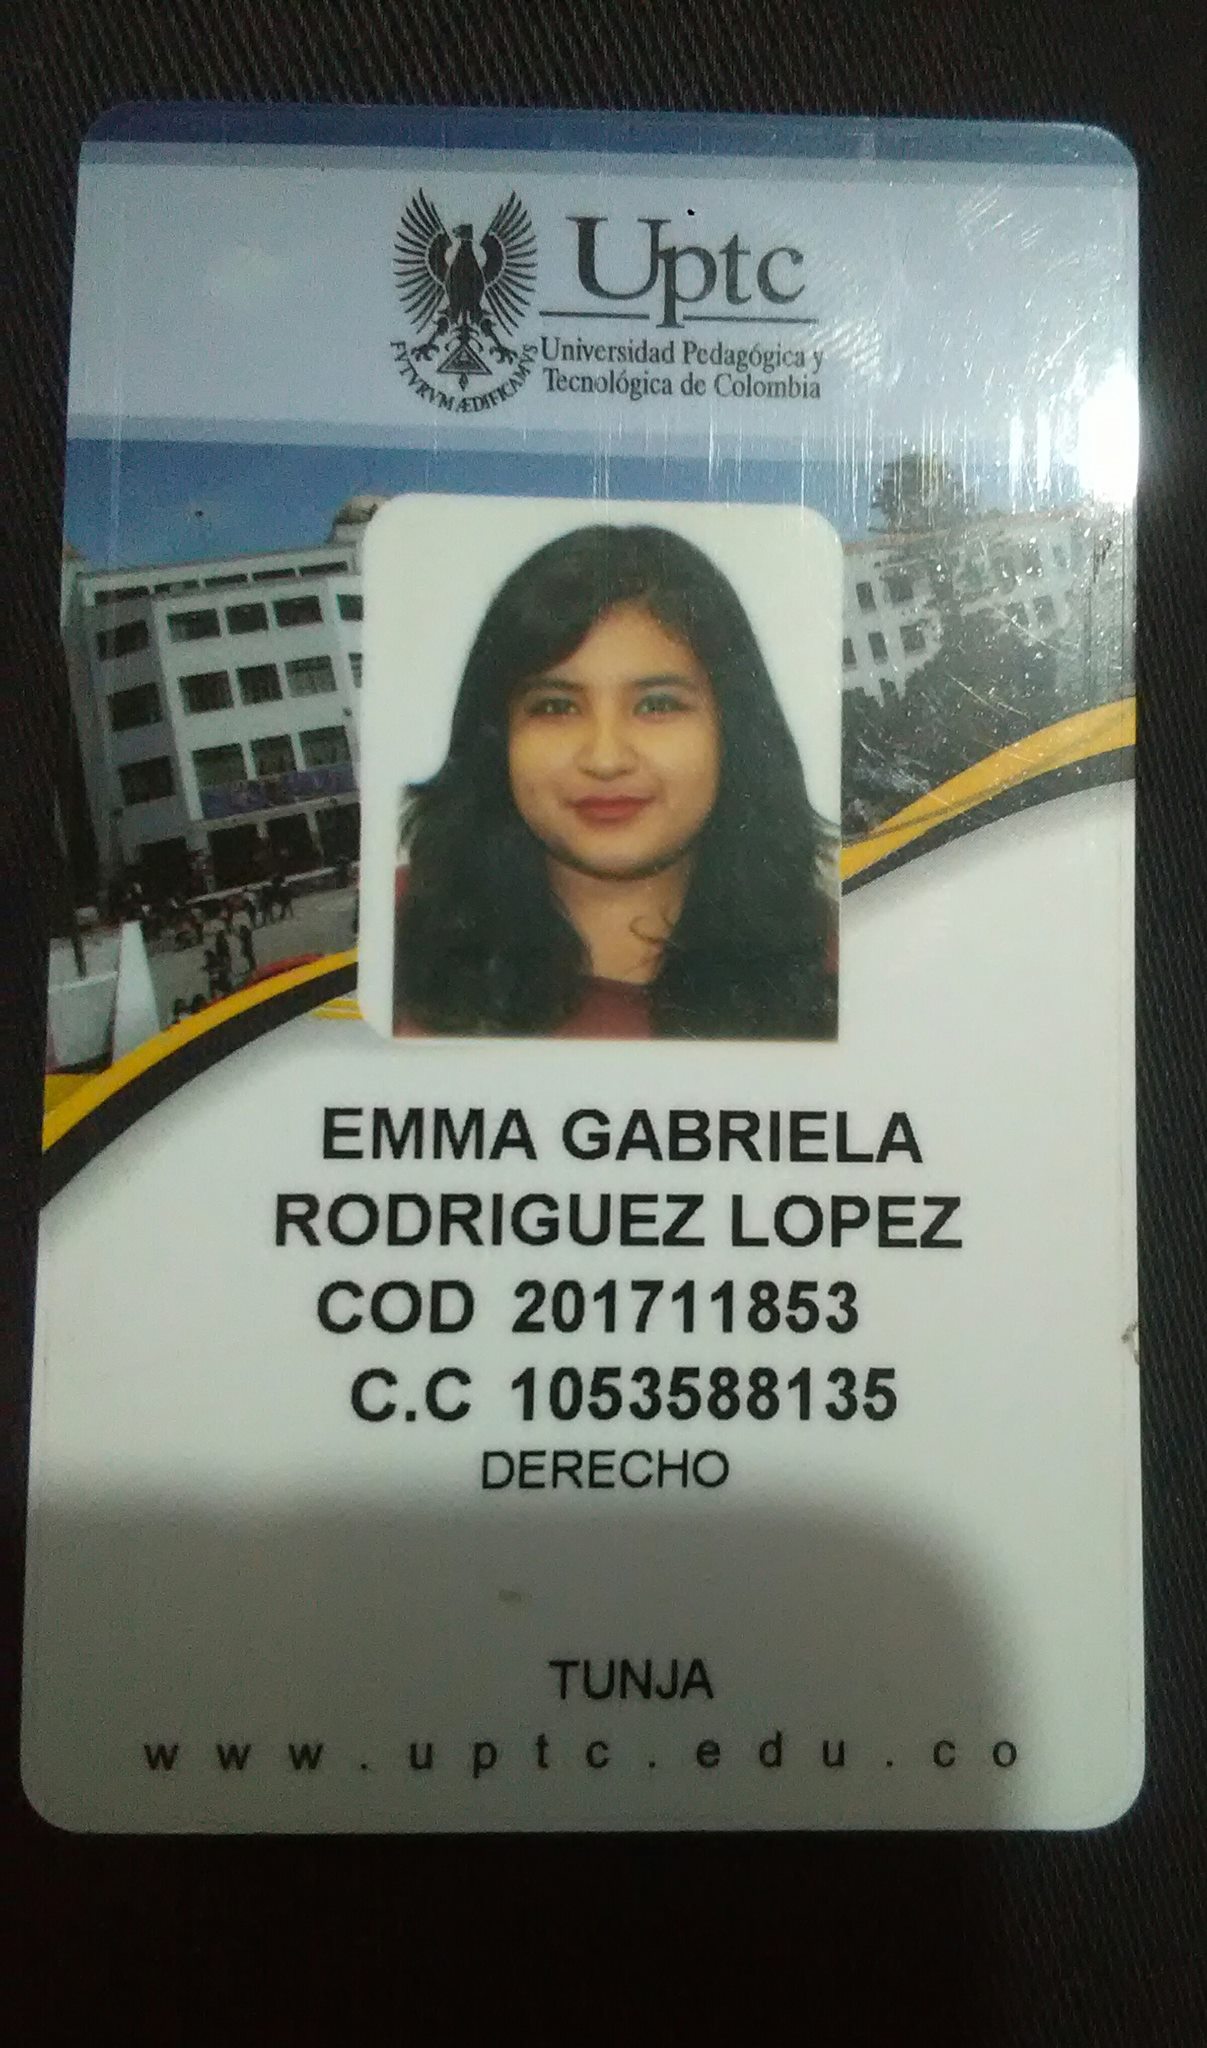 Uptc
Universidad Pedagógica y
Tecnológica de Colombia
FVTVRVM ÆDIFICAMVS
EMMA GABRIELA
RODRIGUEZ LOPEZ
COD 201711853
C.C 1053588135
DERECHO
TUNJA
www.uptc.edu.co